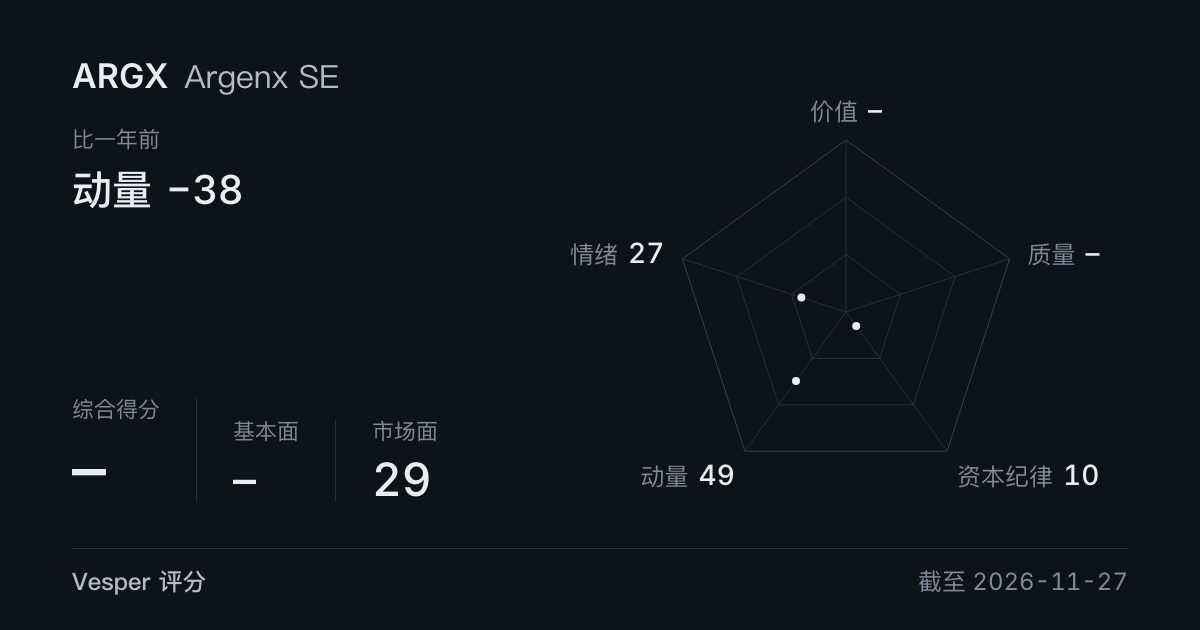 ARGX Argenx SE
比一年前
动量 −38
价值 –
情绪 27
质量 –
动量 49
资本纪律 10
综合得分
–
基本面
–
市场面
29
Vesper 评分
截至 2026-11-27